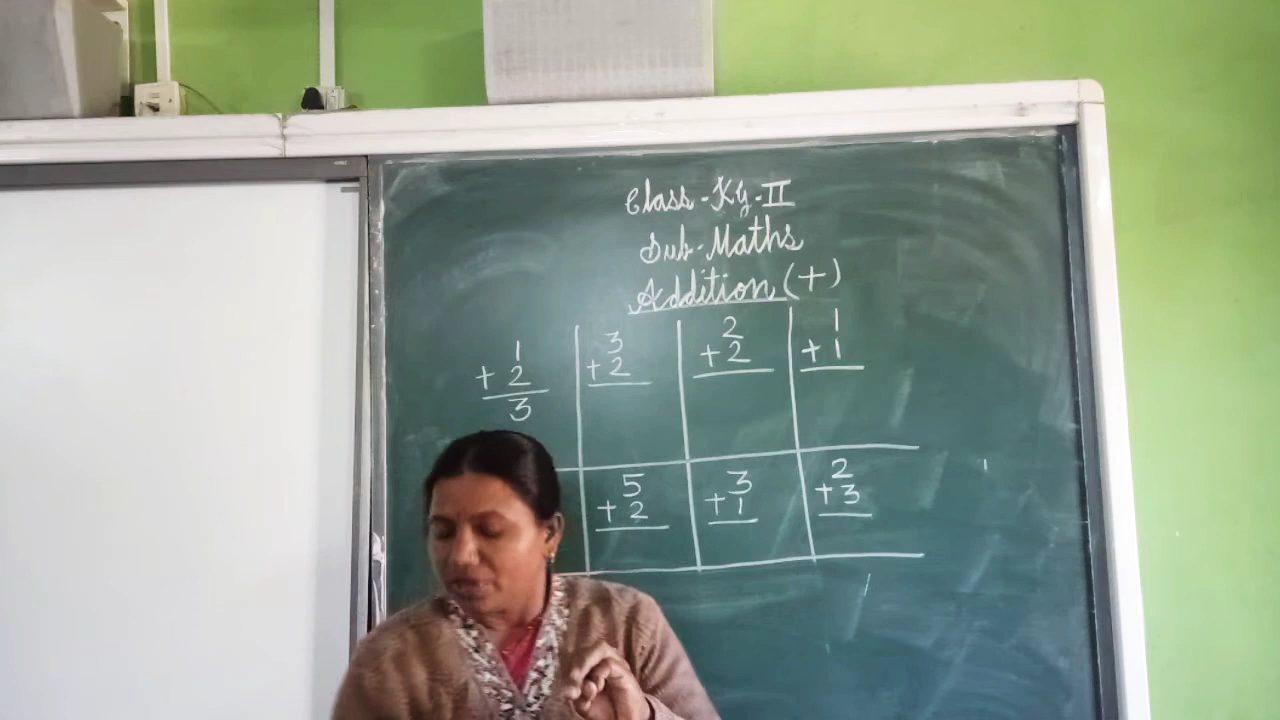 Class-KG-II
Sub-Maths
Addition (+)
1 3 2 1
+ 2 + 2 + 2 + 1
3
5 3 2
+ 2 + 1 + 3